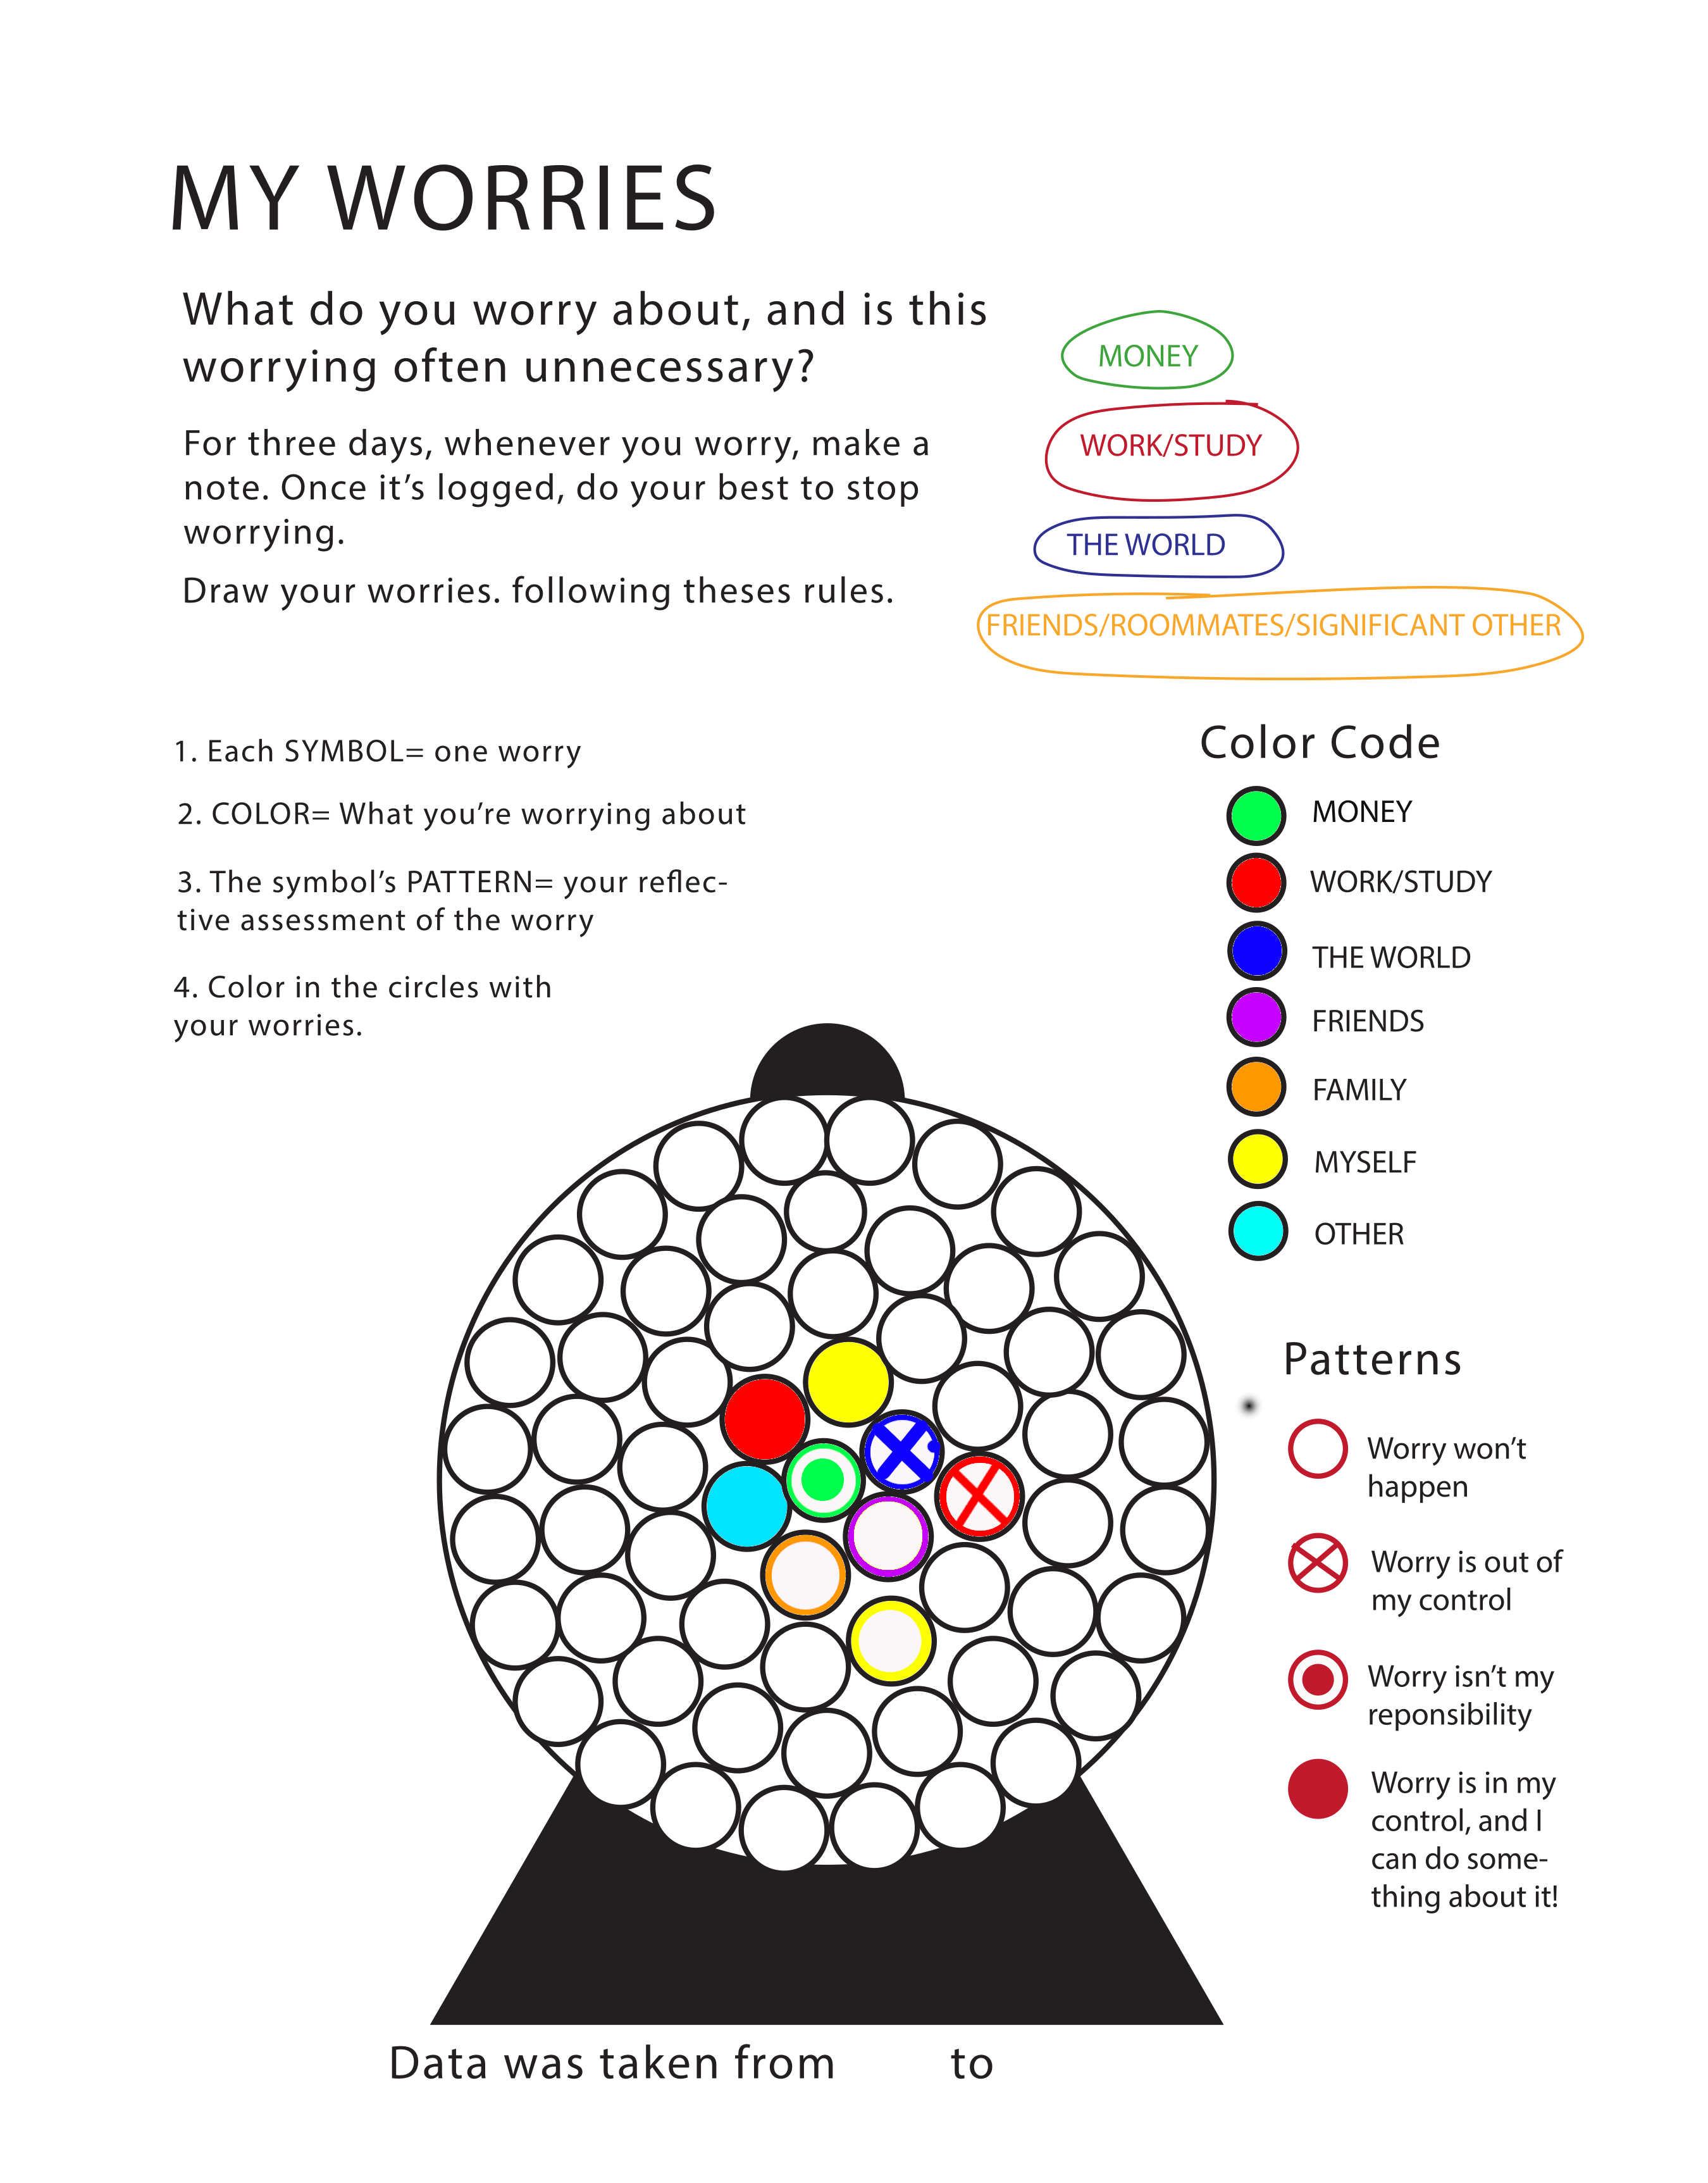 MY WORRIES
What do you worry about, and is this
worrying often unnecessary?
For three days, whenever you worry, make a
note. Once it’s logged, do your best to stop
worrying.
Draw your worries. following theses rules.
MONEY
WORK/STUDY
THE WORLD
FRIENDS/ROOMMATES/SIGNIFICANT OTHER
1. Each SYMBOL= one worry
2. COLOR= What you’re worrying about
3. The symbol’s PATTERN= your reflec-
tive assessment of the worry
4. Color in the circles with
your worries.
Color Code
MONEY
WORK/STUDY
THE WORLD
FRIENDS
FAMILY
MYSELF
OTHER
Patterns
Worry won’t
happen
Worry is out of
my control
Worry isn’t my
reponsibility
Worry is in my
control, and I
can do some-
thing about it!
Data was taken from to